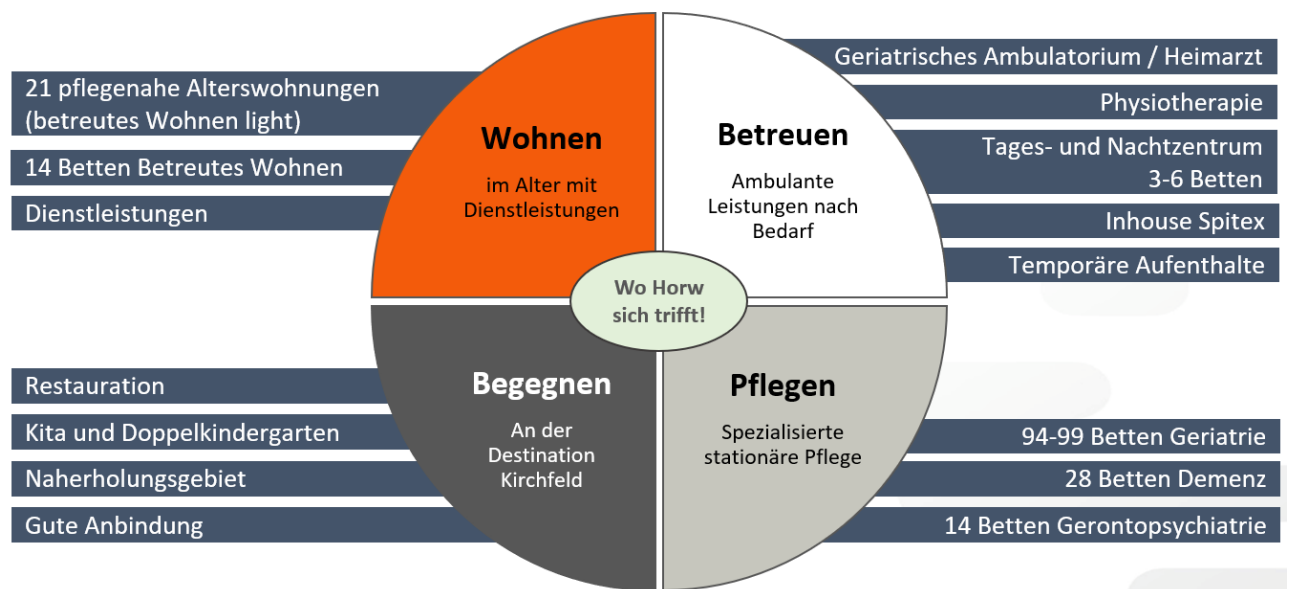 21 pflegenahe Alterswohnungen
(betreutes Wohnen light)
14 Betten Betreutes Wohnen
Dienstleistungen
Wohnen
im Alter mit
Dienstleistungen
Betreuen
Ambulante
Leistungen nach
Bedarf
Geriatrisches Ambulatorium / Heimarzt
Physiotherapie
Tages- und Nachtzentrum
3-6 Betten
Inhouse Spitex
Temporäre Aufenthalte
Wo Horw
sich trifft!
Restauration
Kita und Doppelkindergarten
Naherholungsgebiet
Gute Anbindung
Begegnen
An der
Destination
Kirchfeld
Pflegen
Spezialisierte
stationäre Pflege
94-99 Betten Geriatrie
28 Betten Demenz
14 Betten Gerontopsychiatrie